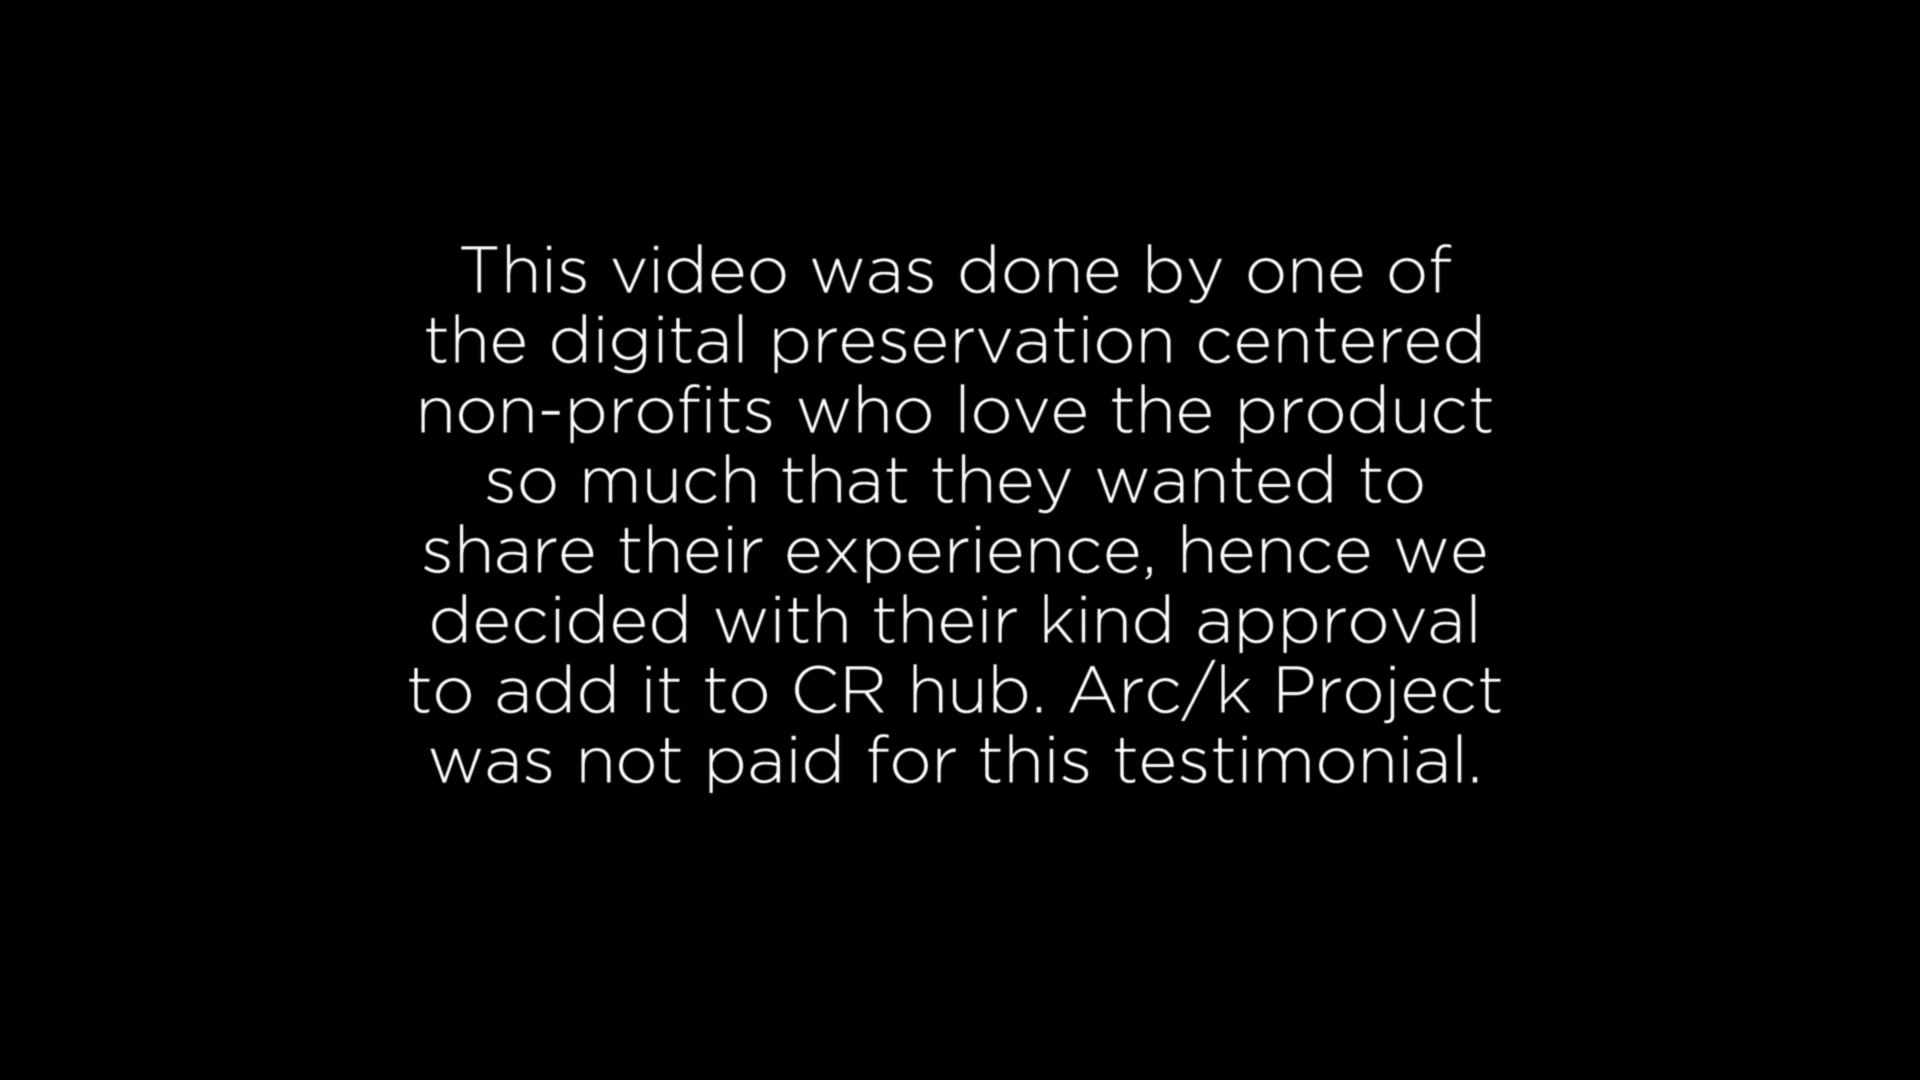 This video was done by one of
the digital preservation centered
non-profits who love the product
so much that they wanted to
share their experience, hence we
decided with their kind approval
to add it to CR hub. Arc/k Project
was not paid for this testimonial.